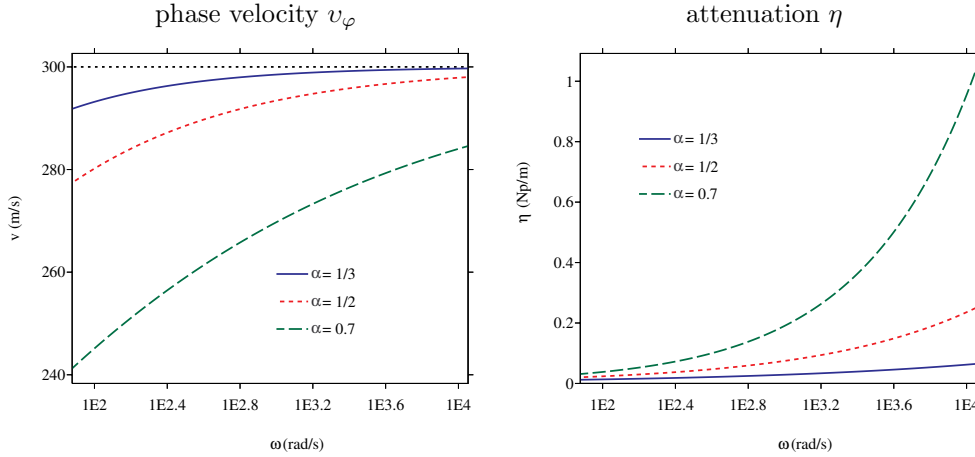 phase velocity vφ
300
280
260
240
v (m/s)
α= 1/3
α= 1/2
α= 0.7
1E2 1E2.4 1E2.8 1E3.2 1E3.6 1E4
ω(rad/s)
attenuation η
1
0.8
0.6
0.4
0.2
0
η (Np/m)
α= 1/3
α= 1/2
α= 0.7
1E2 1E2.4 1E2.8 1E3.2 1E3.6 1E4
ω(rad/s)